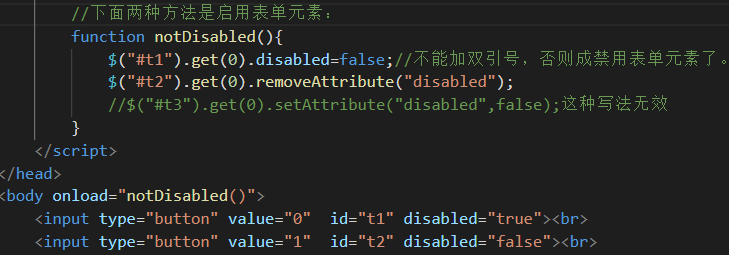 //下面两种方法是启用表单元素：
function notDisabled(){
$("#t1").get(0).disabled=false;//不能加双引号，否则成禁用表单元素了。
$("#t2").get(0).removeAttribute("disabled");
//$("#t3").get(0).setAttribute("disabled",false);这种写法无效
}
</script>
</head>
<body onload="notDisabled()">
<input type="button" value="0"  id="t1" disabled="true"><br>
<input type="button" value="1"  id="t2" disabled="false"><br>